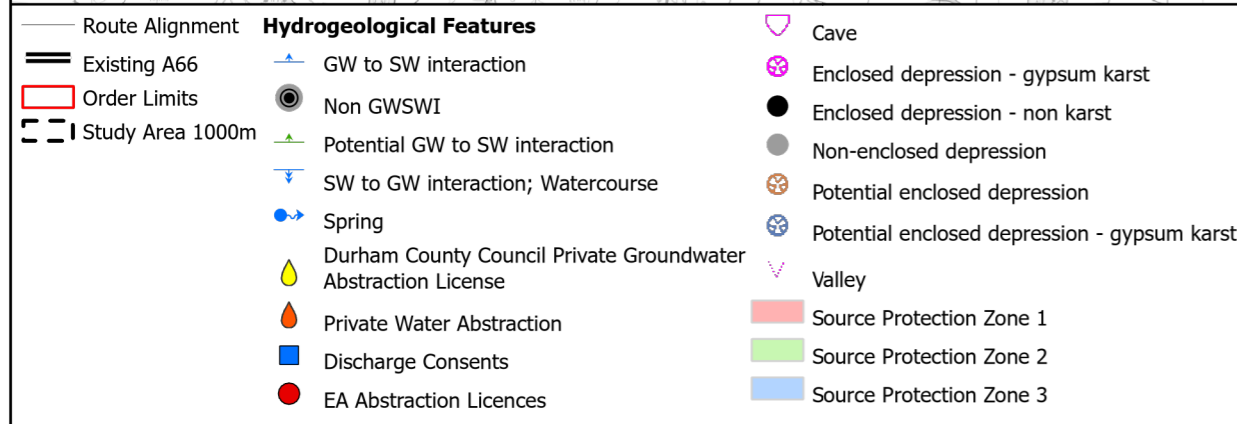 Route Alignment
Existing A66
Order Limits
Study Area 1000m
Hydrogeological Features
GW to SW interaction
Non GWSWI
Potential GW to SW interaction
SW to GW interaction; Watercourse
Spring
Durham County Council Private Groundwater
Abstraction License
Private Water Abstraction
Discharge Consents
EA Abstraction Licences
Cave
Enclosed depression - gypsum karst
Enclosed depression - non karst
Non-enclosed depression
Potential enclosed depression
Potential enclosed depression - gypsum karst
Valley
Source Protection Zone 1
Source Protection Zone 2
Source Protection Zone 3